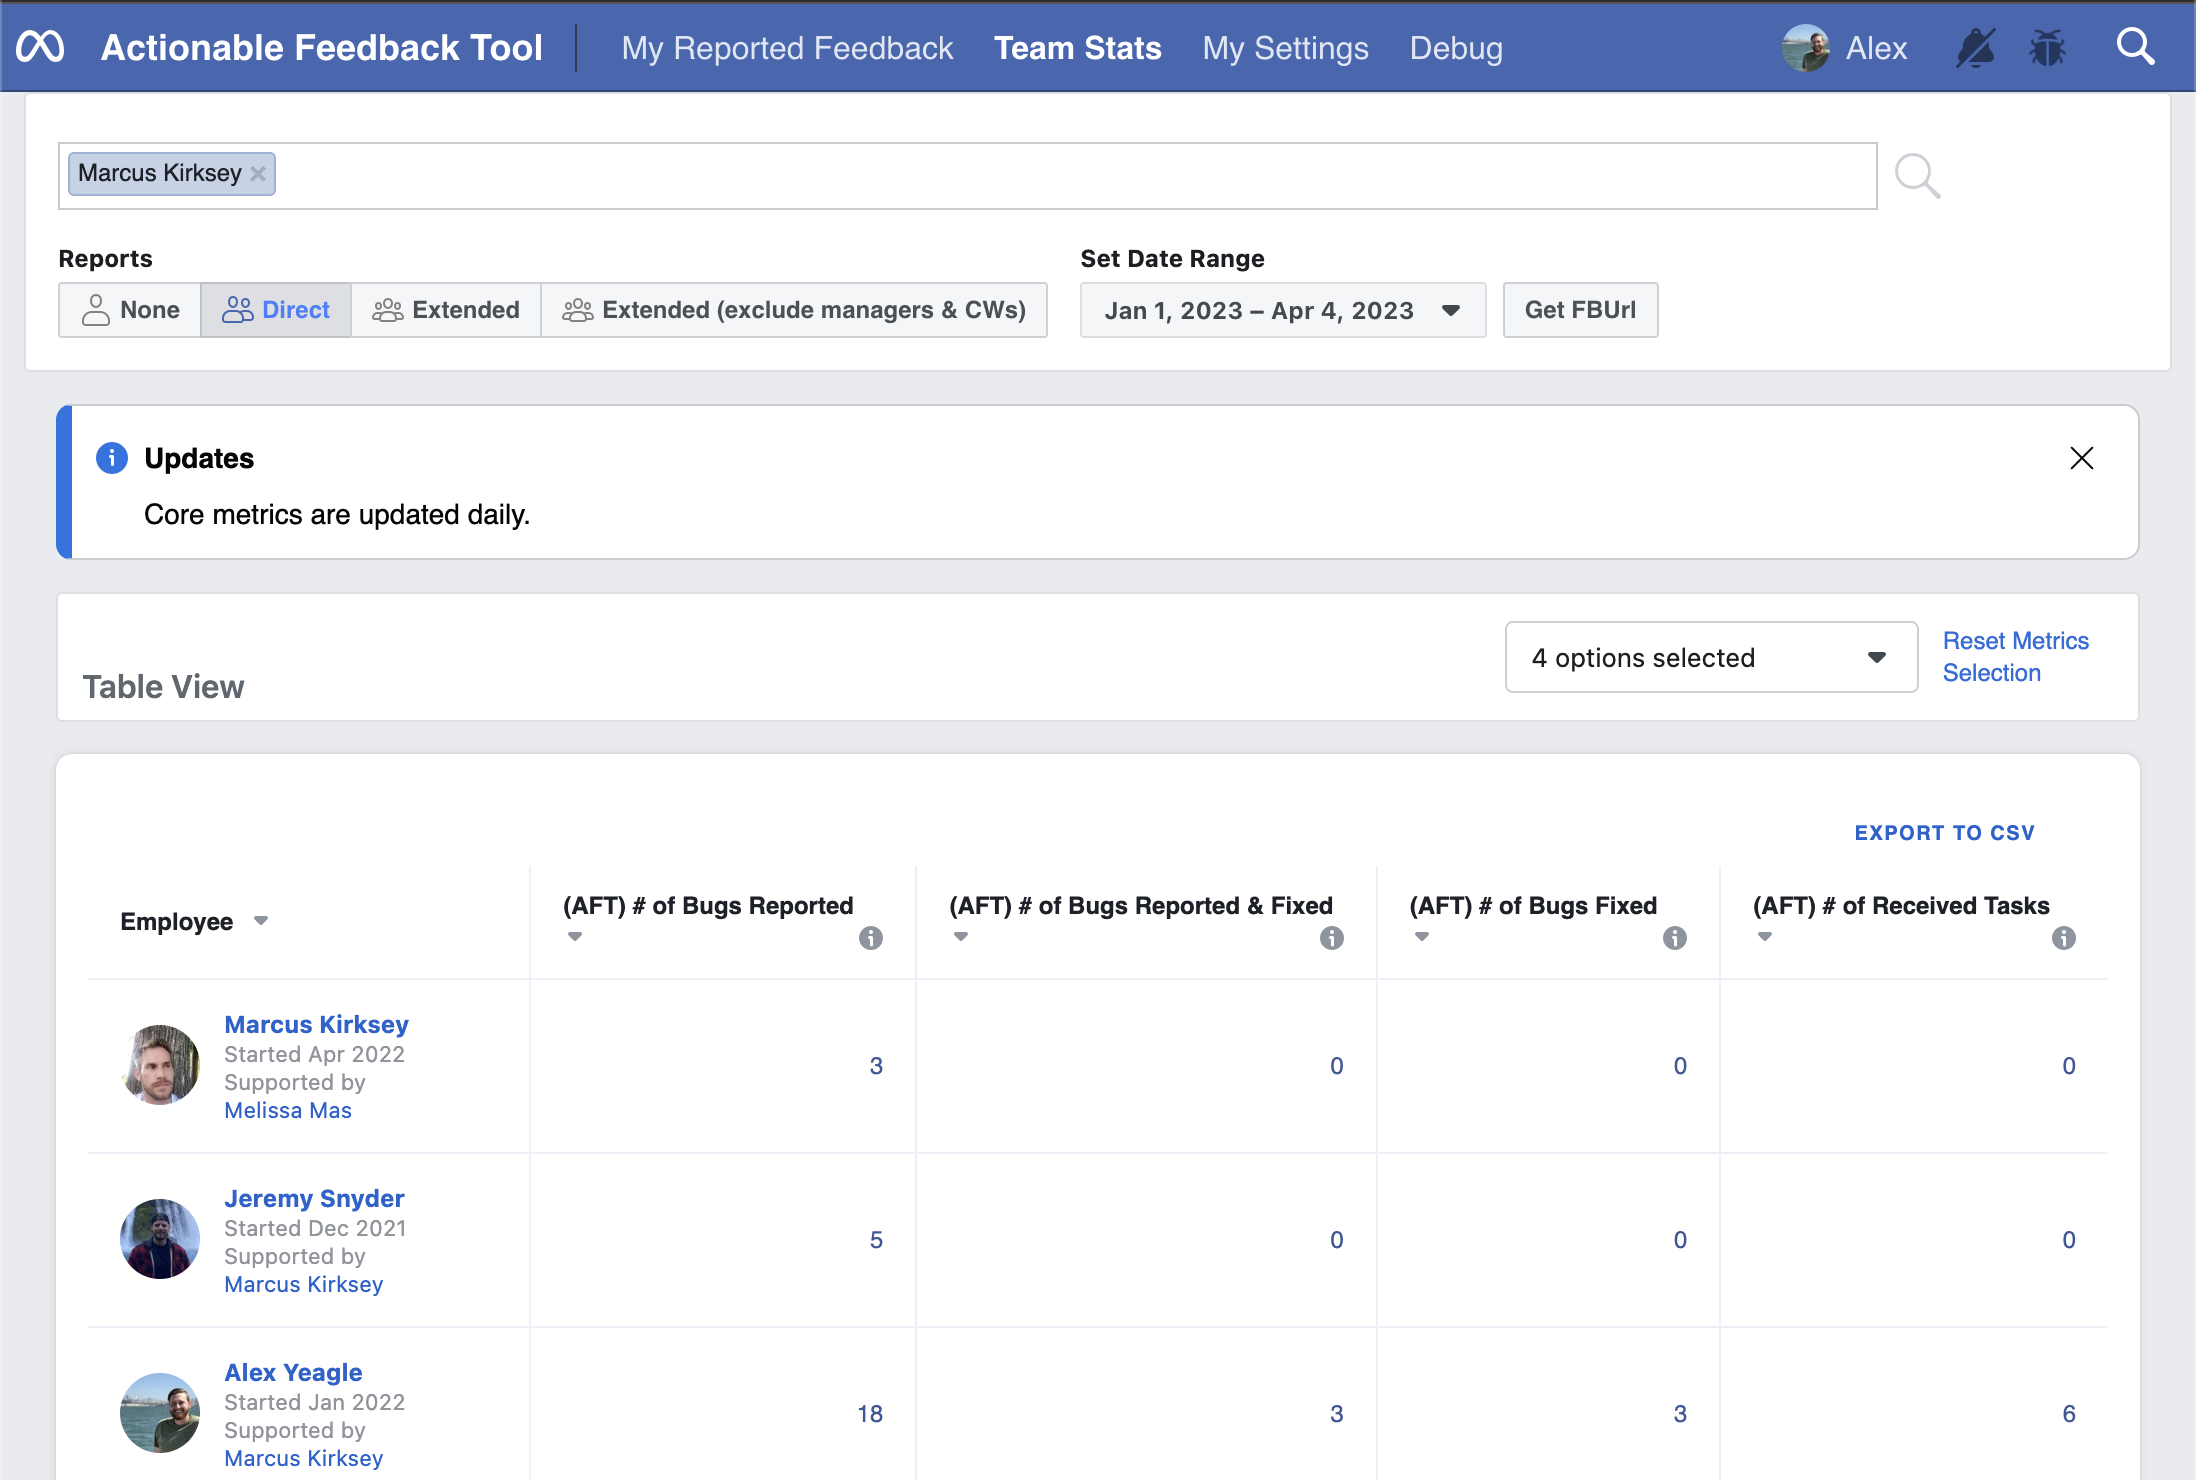 Actionable Feedback Tool
My Reported Feedback
Team Stats
My Settings
Debug
Alex
Marcus Kirksey
Reports
Set Date Range
None
Direct
Extended
Extended (exclude managers & CWs)
Jan 1, 2023 – Apr 4, 2023
Get FBUrl
Updates
Core metrics are updated daily.
Table View
4 options selected
Reset Metrics
Selection
EXPORT TO CSV
Employee
(AFT) # of Bugs Reported
(AFT) # of Bugs Reported & Fixed
(AFT) # of Bugs Fixed
(AFT) # of Received Tasks
Marcus Kirksey
Started Apr 2022
Supported by
Melissa Mas
3
0
0
0
Jeremy Snyder
Started Dec 2021
Supported by
Marcus Kirksey
5
0
0
0
Alex Yeagle
Started Jan 2022
Supported by
Marcus Kirksey
18
3
3
6